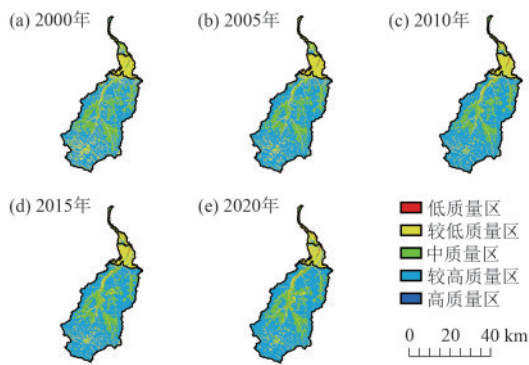 (a) 2000年
(b) 2005年
(c) 2010年
(d) 2015年
(e) 2020年
低质量区
较低质量区
中质量区
较高质量区
高质量区
0 20 40 km